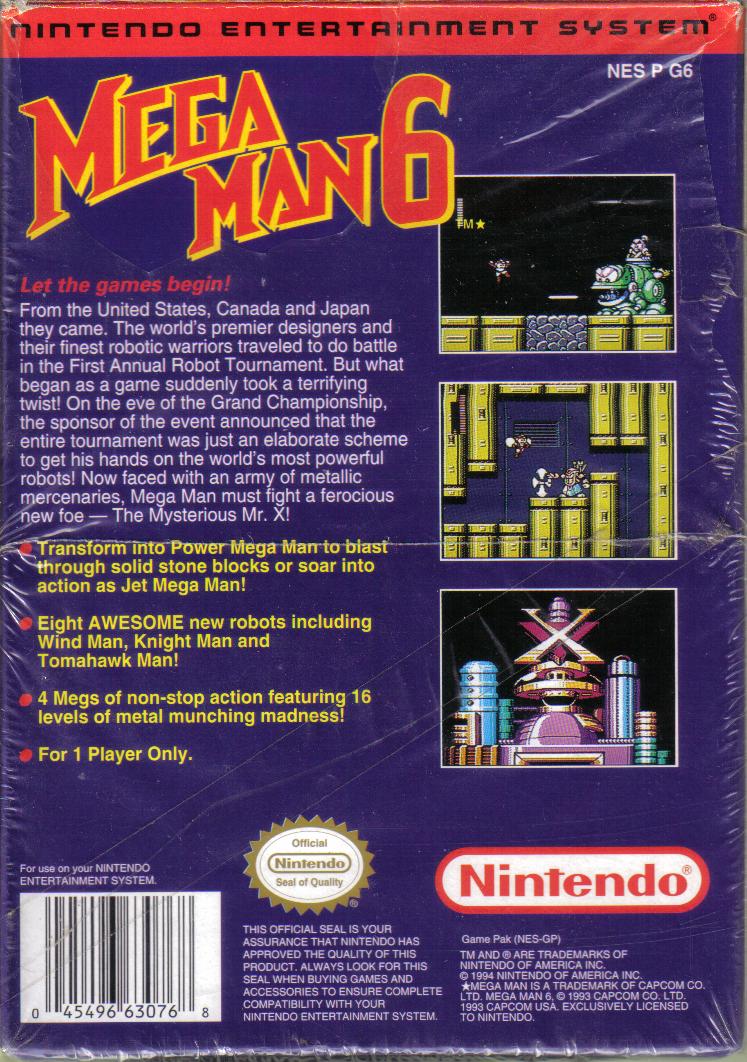 NINTENDO ENTERTAINMENT SYSTEM®
NES P G6
MEGA
MAN 6
TM★
Let the games begin!
From the United States, Canada and Japan
they came. The world's premier designers and
their finest robotic warriors traveled to do battle
in the First Annual Robot Tournament. But what
began as a game suddenly took a terrifying
twist! On the eve of the Grand Championship,
the sponsor of the event announced that the
entire tournament was just an elaborate scheme
to get his hands on the world's most powerful
robots! Now faced with an army of metallic
mercenaries, Mega Man must fight a ferocious
new foe — The Mysterious Mr. X!
Transform into Power Mega Man to blast
through solid stone blocks or soar into
action as Jet Mega Man!
Eight AWESOME new robots including
Wind Man, Knight Man and
Tomahawk Man!
4 Megs of non-stop action featuring 16
levels of metal munching madness!
For 1 Player Only.
X
For use on your NINTENDO
ENTERTAINMENT SYSTEM.
0 45496 63076 8
Official
Nintendo
Seal of Quality
®
THIS OFFICIAL SEAL IS YOUR
ASSURANCE THAT NINTENDO HAS
APPROVED THE QUALITY OF THIS
PRODUCT. ALWAYS LOOK FOR THIS
SEAL WHEN BUYING GAMES AND
ACCESSORIES TO ENSURE COMPLETE
COMPATIBILITY WITH YOUR
NINTENDO ENTERTAINMENT SYSTEM.
Nintendo®
Game Pak (NES-GP)
TM AND ® ARE TRADEMARKS OF
NINTENDO OF AMERICA INC.
© 1994 NINTENDO OF AMERICA INC.
★MEGA MAN IS A TRADEMARK OF CAPCOM CO.
LTD. MEGA MAN 6, © 1993 CAPCOM CO. LTD.
1993 CAPCOM USA. EXCLUSIVELY LICENSED
TO NINTENDO.